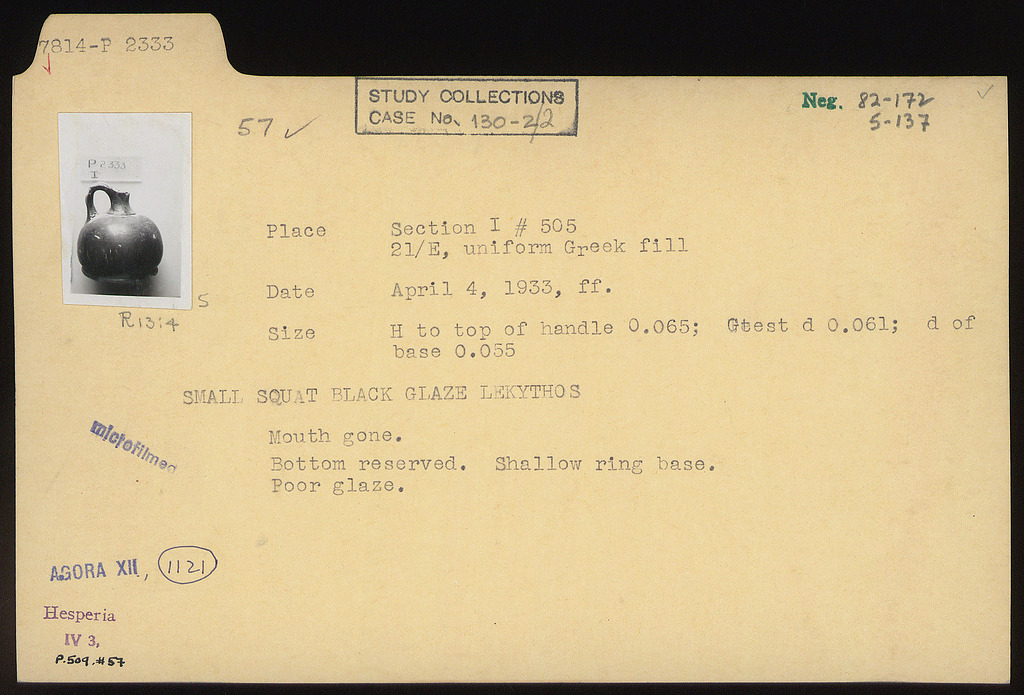 7814-P 2333
STUDY COLLECTIONS
CASE No. 130-2/2
Neg. 82-172
5-137
57 ✓
P 2333
I
5
R13:4
Place Section I # 505
21/E, uniform Greek fill
Date April 4, 1933, ff.
Size H to top of handle 0.065; Gtest d 0.061; d of
base 0.055
SMALL SQUAT BLACK GLAZE LEKYTHOS
microfilmed
Mouth gone.
Bottom reserved. Shallow ring base.
Poor glaze.
AGORA XII, 1121
Hesperia
IV 3,
P.509.#57